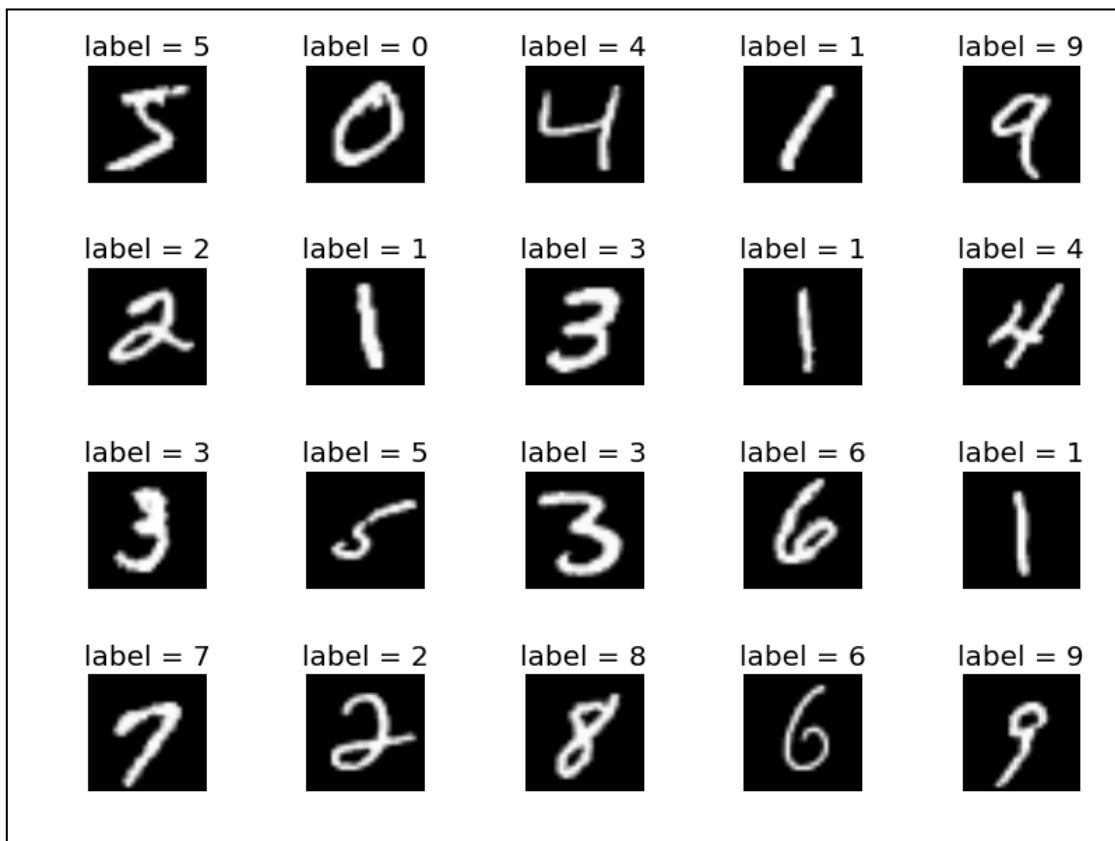 label = 5 label = 0 label = 4 label = 1 label = 9
5 0 4 1 9
label = 2 label = 1 label = 3 label = 1 label = 4
2 1 3 1 4
label = 3 label = 5 label = 3 label = 6 label = 1
3 5 3 6 1
label = 7 label = 2 label = 8 label = 6 label = 9
7 2 8 6 9